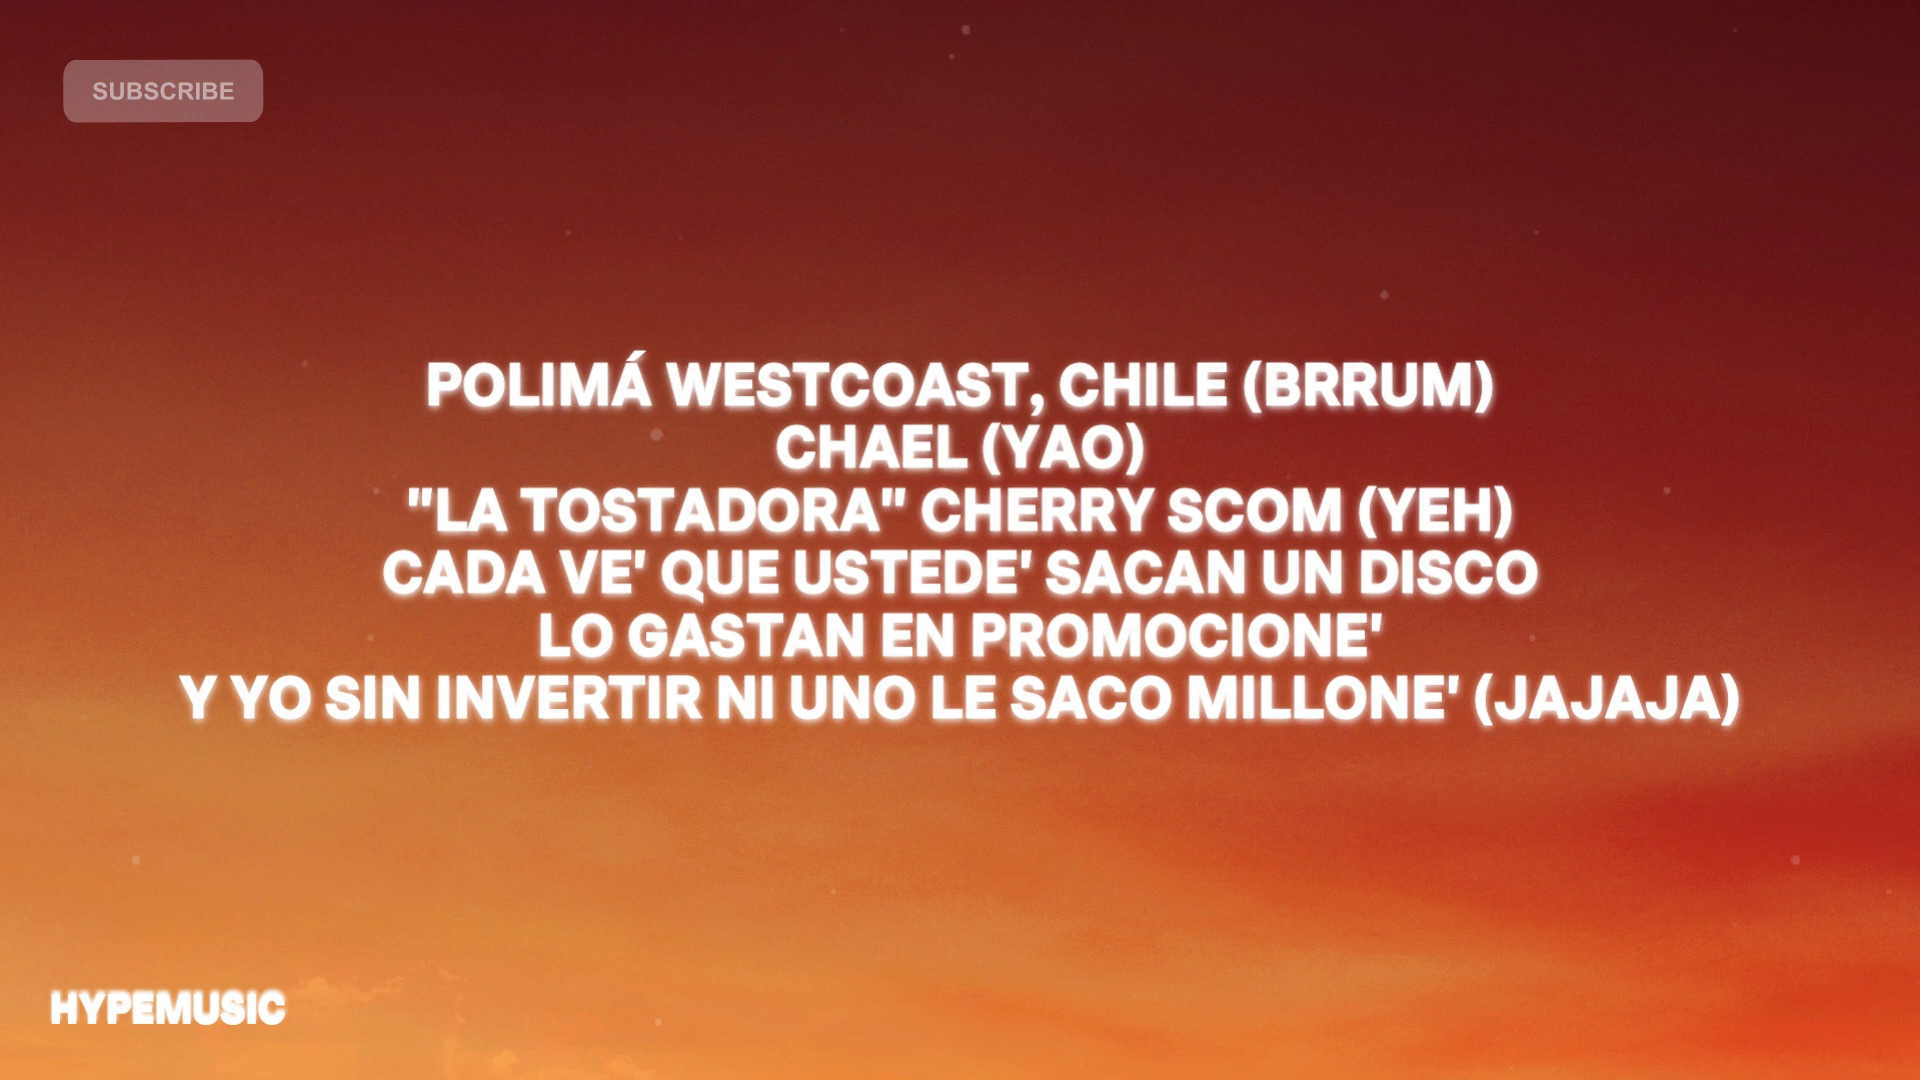 SUBSCRIBE
POLIMÁ WESTCOAST, CHILE (BRRUM)
CHAEL (YAO)
"LA TOSTADORA" CHERRY SCOM (YEH)
CADA VE' QUE USTEDE' SACAN UN DISCO
LO GASTAN EN PROMOCIONE'
Y YO SIN INVERTIR NI UNO LE SACO MILLONE' (JAJAJA)
HYPEMUSIC